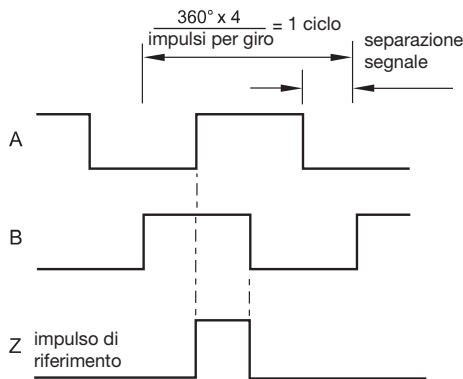 360° x 4
impulsi per giro
= 1 ciclo
separazione
segnale
A
B
Z
impulso di
riferimento